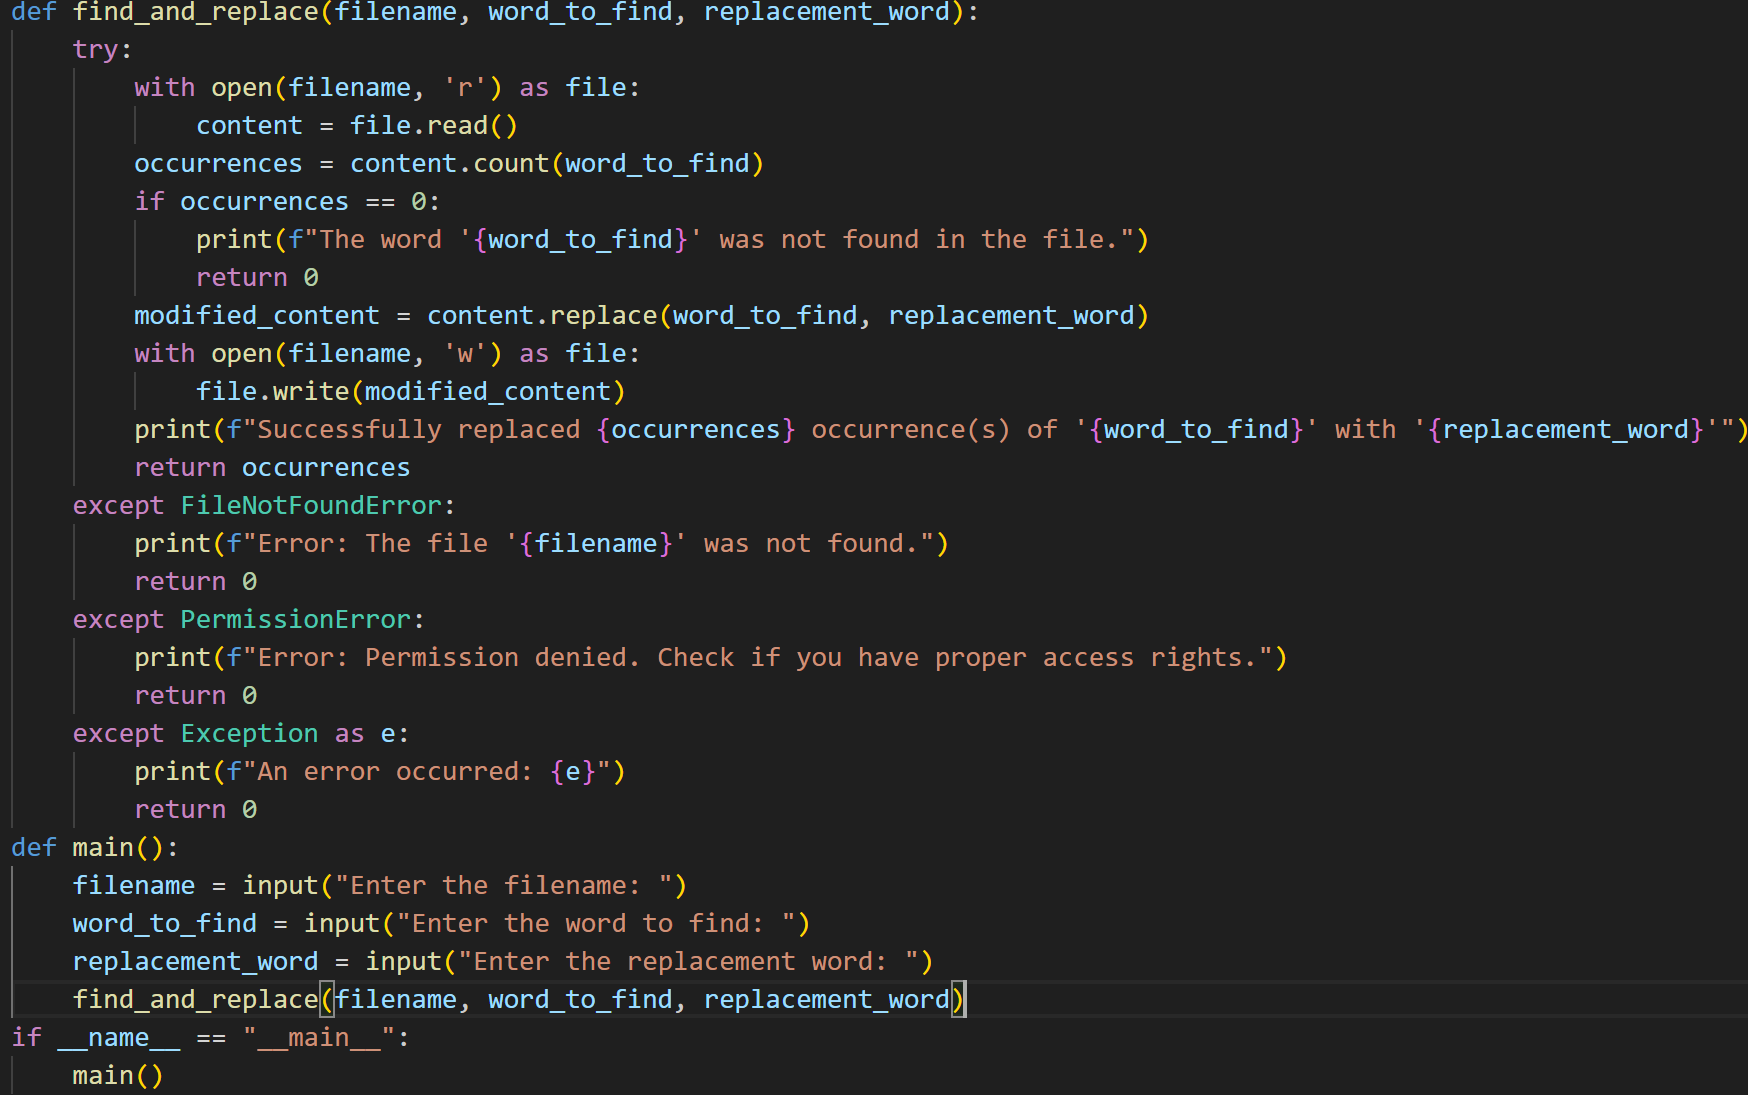 def find_and_replace(filename, word_to_find, replacement_word):
    try:
        with open(filename, 'r') as file:
            content = file.read()
        occurrences = content.count(word_to_find)
        if occurrences == 0:
            print(f"The word '{word_to_find}' was not found in the file.")
            return 0
        modified_content = content.replace(word_to_find, replacement_word)
        with open(filename, 'w') as file:
            file.write(modified_content)
        print(f"Successfully replaced {occurrences} occurrence(s) of '{word_to_find}' with '{replacement_word}'")
        return occurrences
    except FileNotFoundError:
        print(f"Error: The file '{filename}' was not found.")
        return 0
    except PermissionError:
        print(f"Error: Permission denied. Check if you have proper access rights.")
        return 0
    except Exception as e:
        print(f"An error occurred: {e}")
        return 0
def main():
    filename = input("Enter the filename: ")
    word_to_find = input("Enter the word to find: ")
    replacement_word = input("Enter the replacement word: ")
    find_and_replace(filename, word_to_find, replacement_word)
if __name__ == "__main__":
    main()